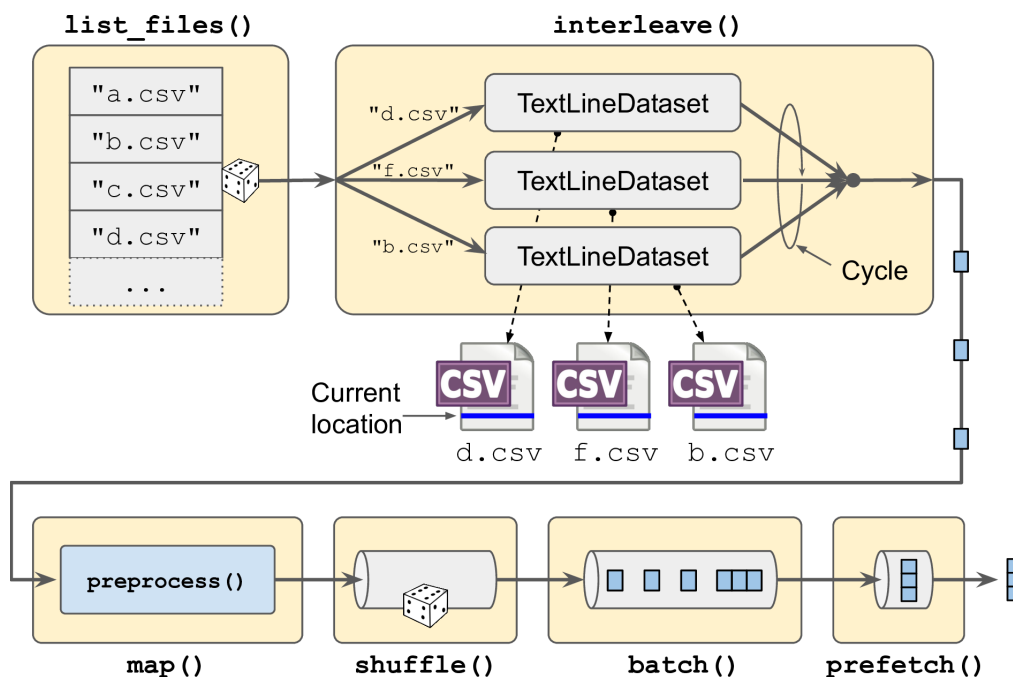 list_files()
interleave()
"a.csv"
"b.csv"
"c.csv"
"d.csv"
...
"d.csv"
"f.csv"
"b.csv"
TextLineDataset
TextLineDataset
TextLineDataset
Cycle
CSV
CSV
CSV
Current
location
d.csv
f.csv
b.csv
preprocess()
map()
shuffle()
batch()
prefetch()